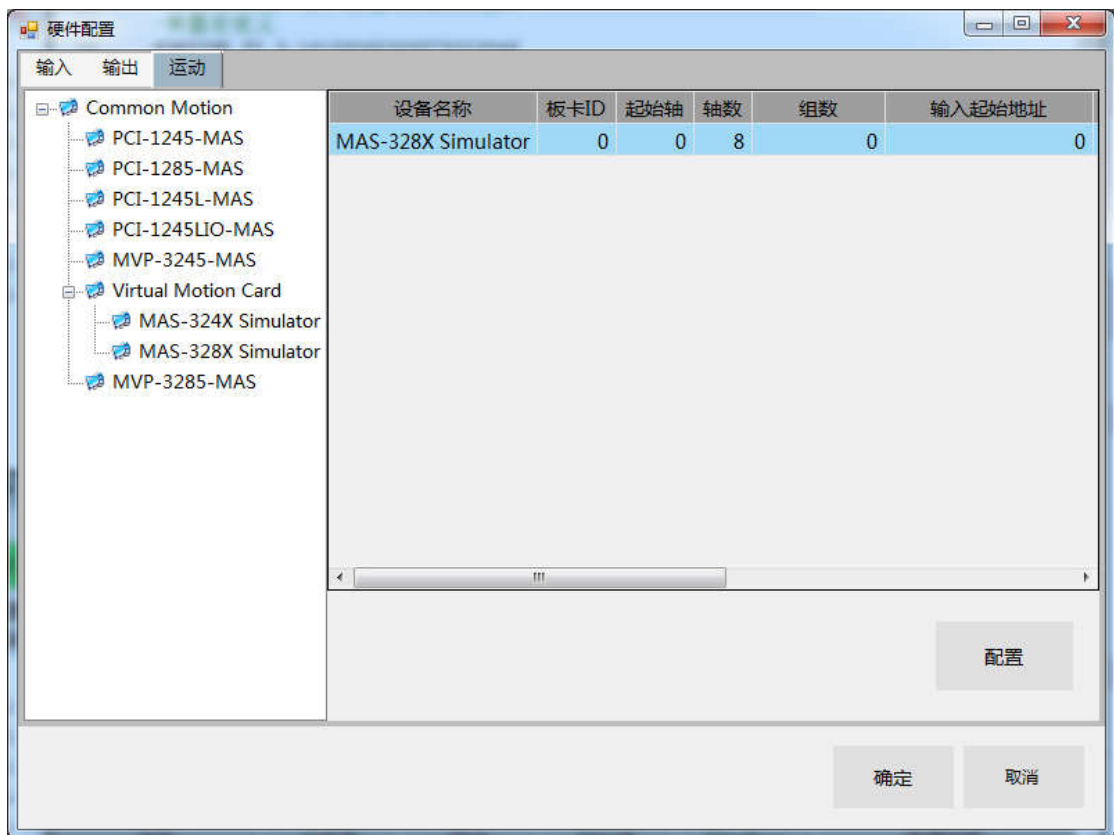 硬件配置
输入 输出 运动
Common Motion
PCI-1245-MAS
PCI-1285-MAS
PCI-1245L-MAS
PCI-1245LIO-MAS
MVP-3245-MAS
Virtual Motion Card
MAS-324X Simulator
MAS-328X Simulator
MVP-3285-MAS
设备名称 板卡ID 起始轴 轴数 组数 输入起始地址
MAS-328X Simulator 0 0 8 0 0
配置
确定 取消